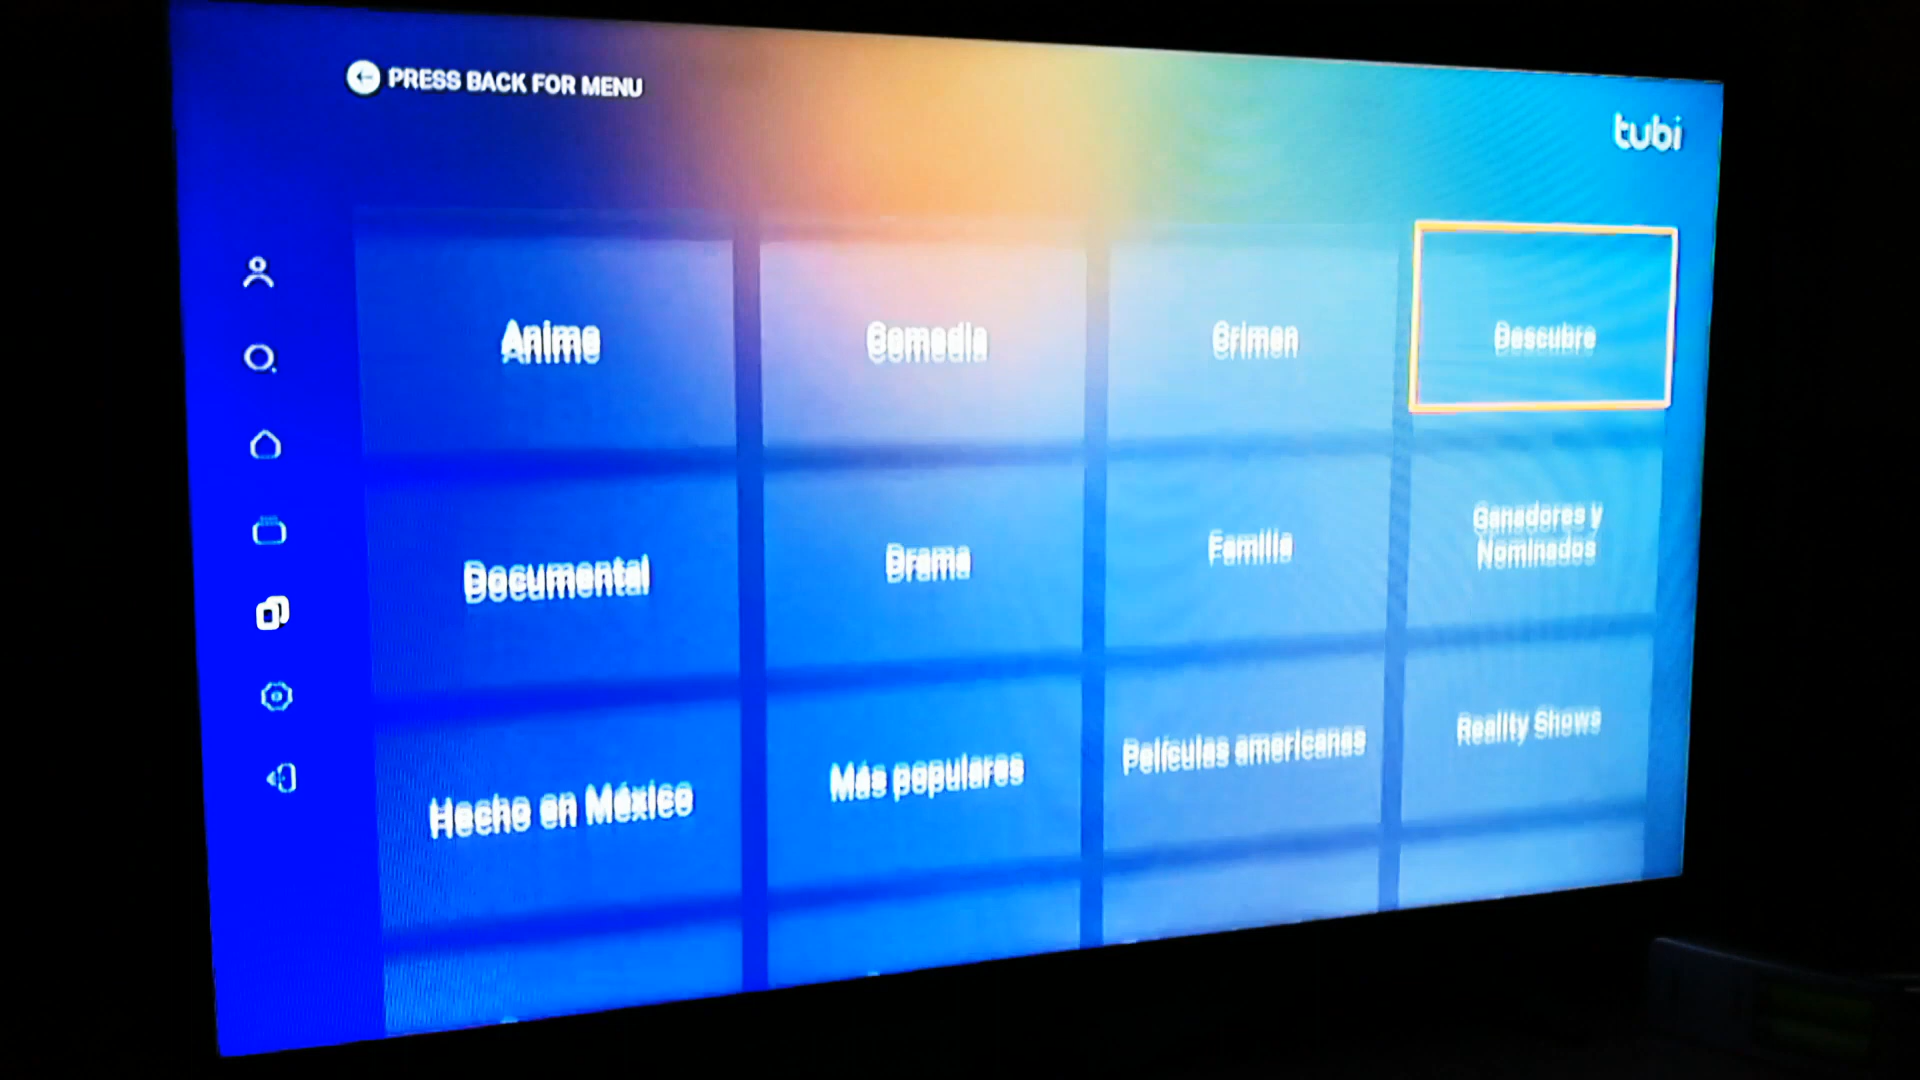 PRESS BACK FOR MENU
tubi
Anime
Comedia
Crimen
Descubre
Documental
Drama
Familia
Ganadores y
Nominados
Hecho en México
Más populares
Películas americanas
Reality Shows